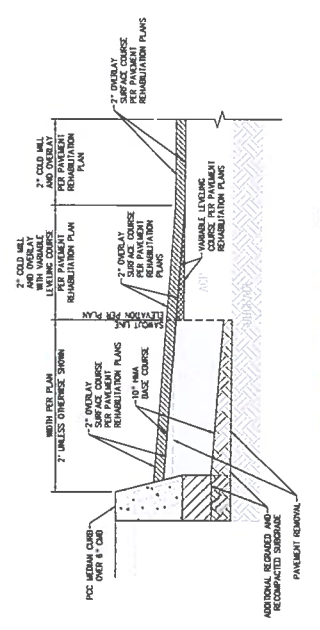 2" COLD MILL
AND OVERLAY
PER PAVEMENT
REHABILITATION
PLAN
2" COLD MILL
AND OVERLAY
WITH VARIABLE
LEVELING COURSE
PER PAVEMENT
REHABILITATION
PLAN
WIDTH PER PLAN
2' UNLESS OTHERWISE SHOWN
SAWCUT LINE
ELEVATION PER PLAN
2" OVERLAY
SURFACE COURSE
PER PAVEMENT
REHABILITATION PLANS
2" OVERLAY
SURFACE COURSE
PER PAVEMENT
REHABILITATION
PLANS
2" OVERLAY
SURFACE COURSE
PER PAVEMENT
REHABILITATION
PLANS
10" HMA
BASE COURSE
VARIABLE LEVELING
COURSE PER PAVEMENT
REHABILITATION PLANS
PCC MEDIAN CURB
OVER 6" CMB
ADDITIONAL REGRADED AND
RECOMPACTED SUBGRADE
PAVEMENT REMOVAL
SUBGRADE